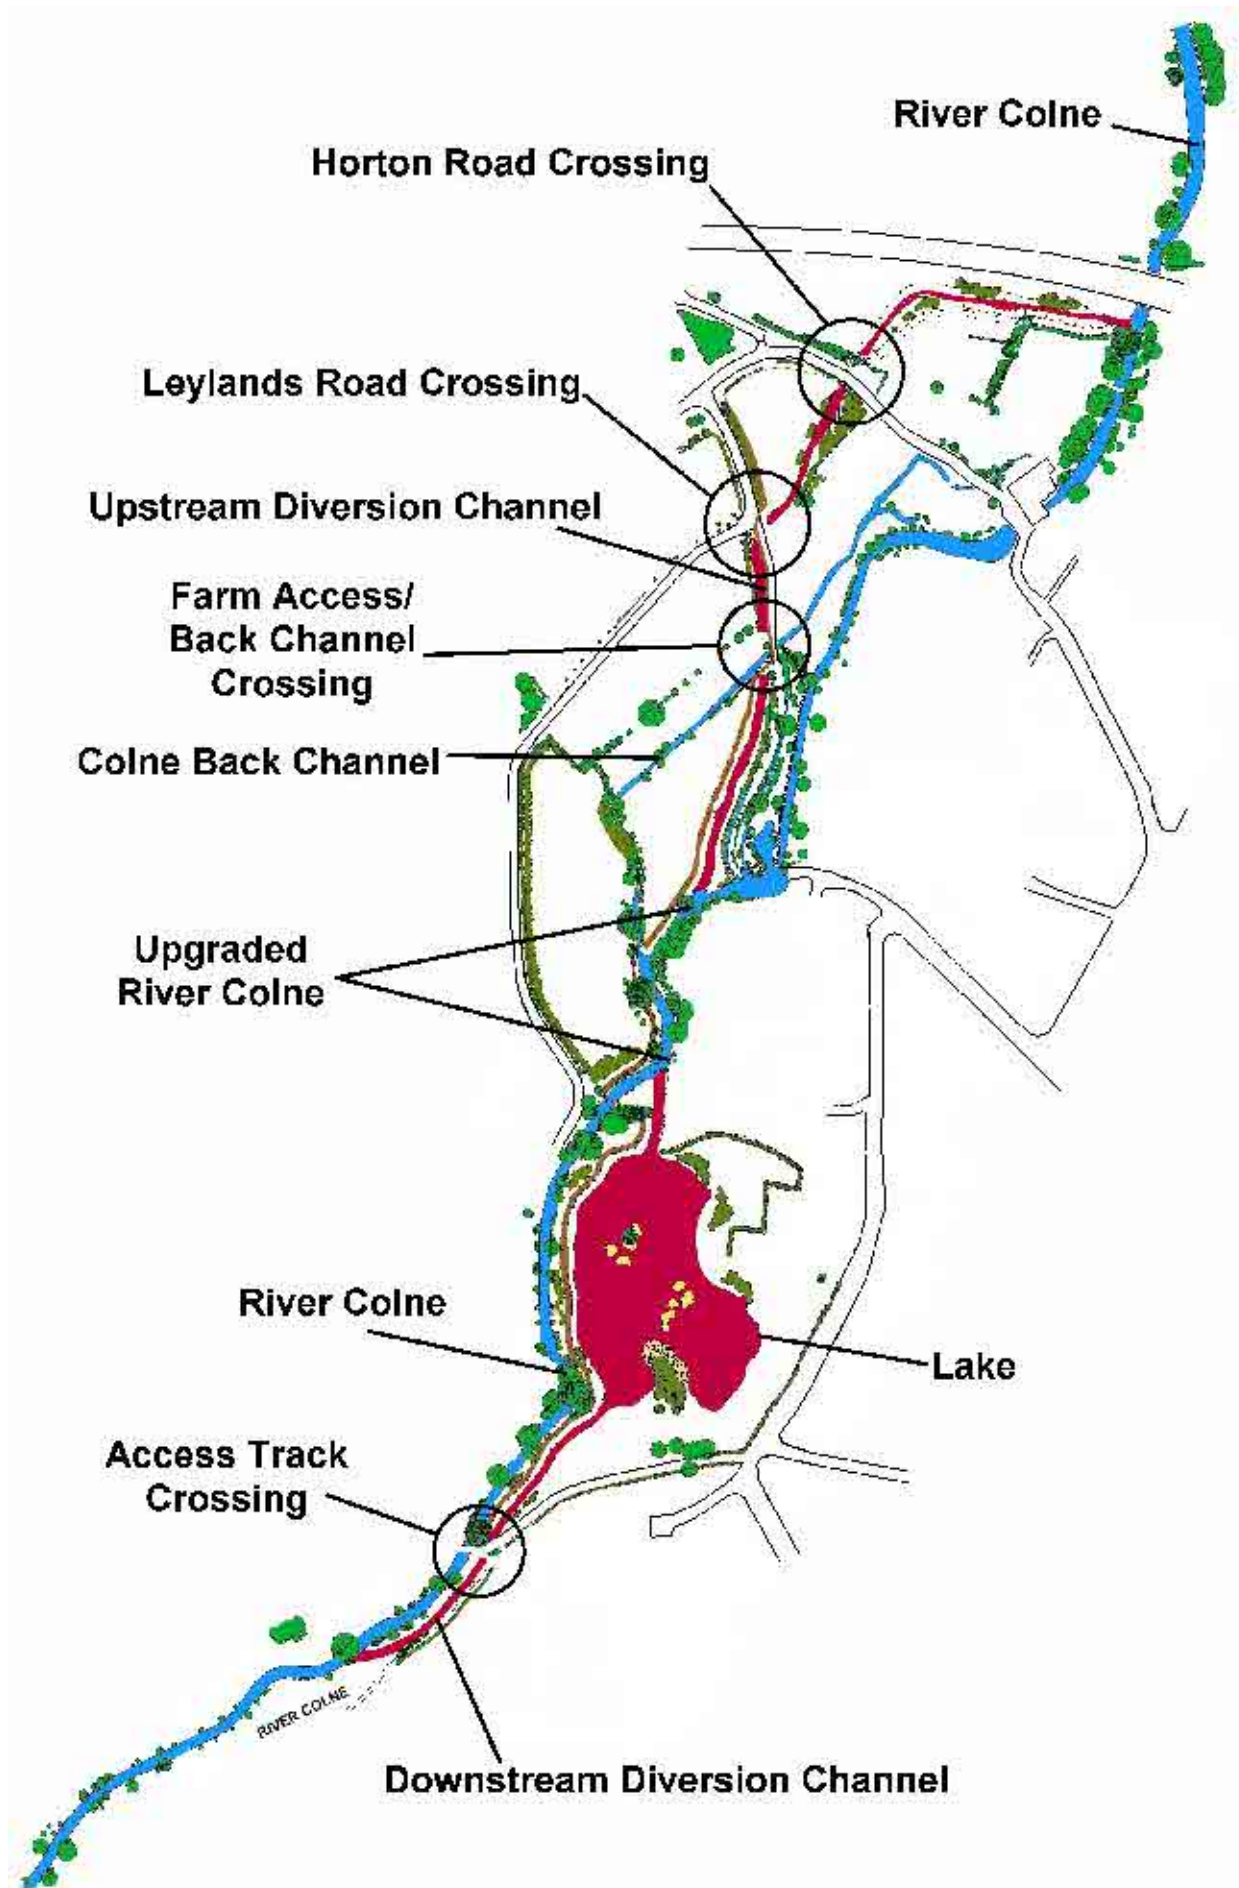 River Colne
Horton Road Crossing
Leylands Road Crossing
Upstream Diversion Channel
Farm Access/
Back Channel
Crossing
Colne Back Channel
Upgraded
River Colne
River Colne
Lake
Access Track
Crossing
RIVER COLNE
Downstream Diversion Channel